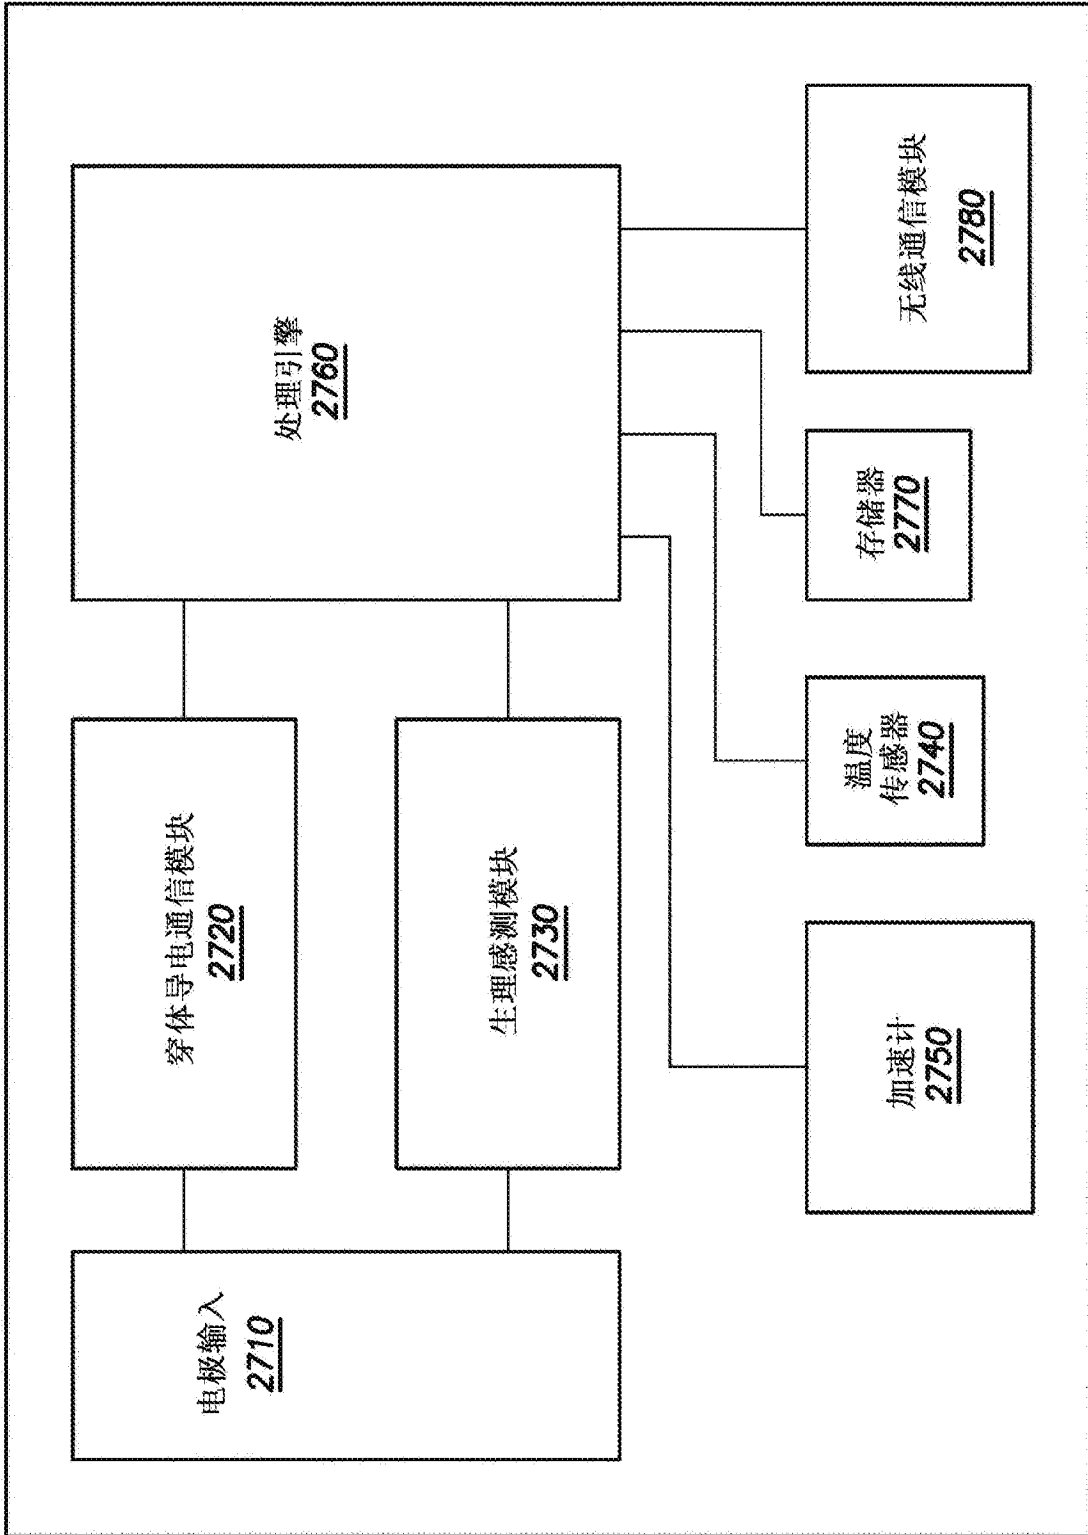 电极输入
2710
穿体导电通信模块
2720
生理感测模块
2730
处理引擎
2760
加速计
2750
温度
传感器
2740
存储器
2770
无线通信模块
2780